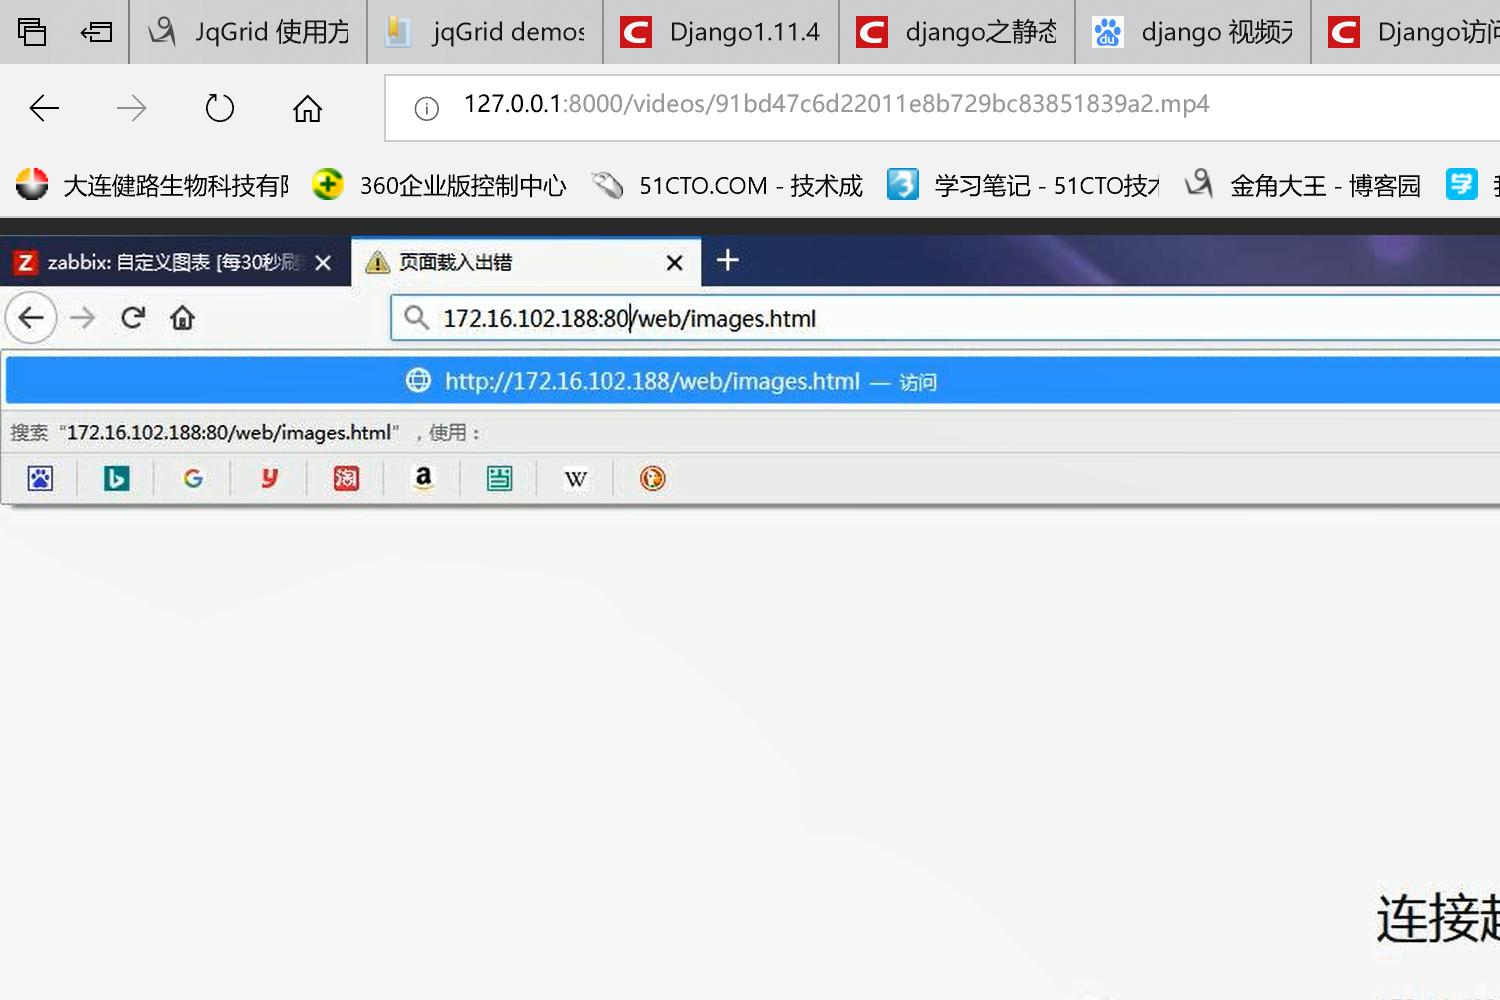 JqGrid 使用方 jqGrid demos Django1.11.4 django之静态 django 视频 Django访问
127.0.0.1:8000/videos/91bd47c6d22011e8b729bc83851839a2.mp4
大连健路生物科技有限 360企业版控制中心 51CTO.COM - 技术成 学习笔记 - 51CTO技 金角大王 - 博客园
zabbix: 自定义图表 [每30秒刷 页面载入出错
172.16.102.188:80/web/images.html
http://172.16.102.188/web/images.html — 访问
搜索 “172.16.102.188:80/web/images.html” ，使用：
连接